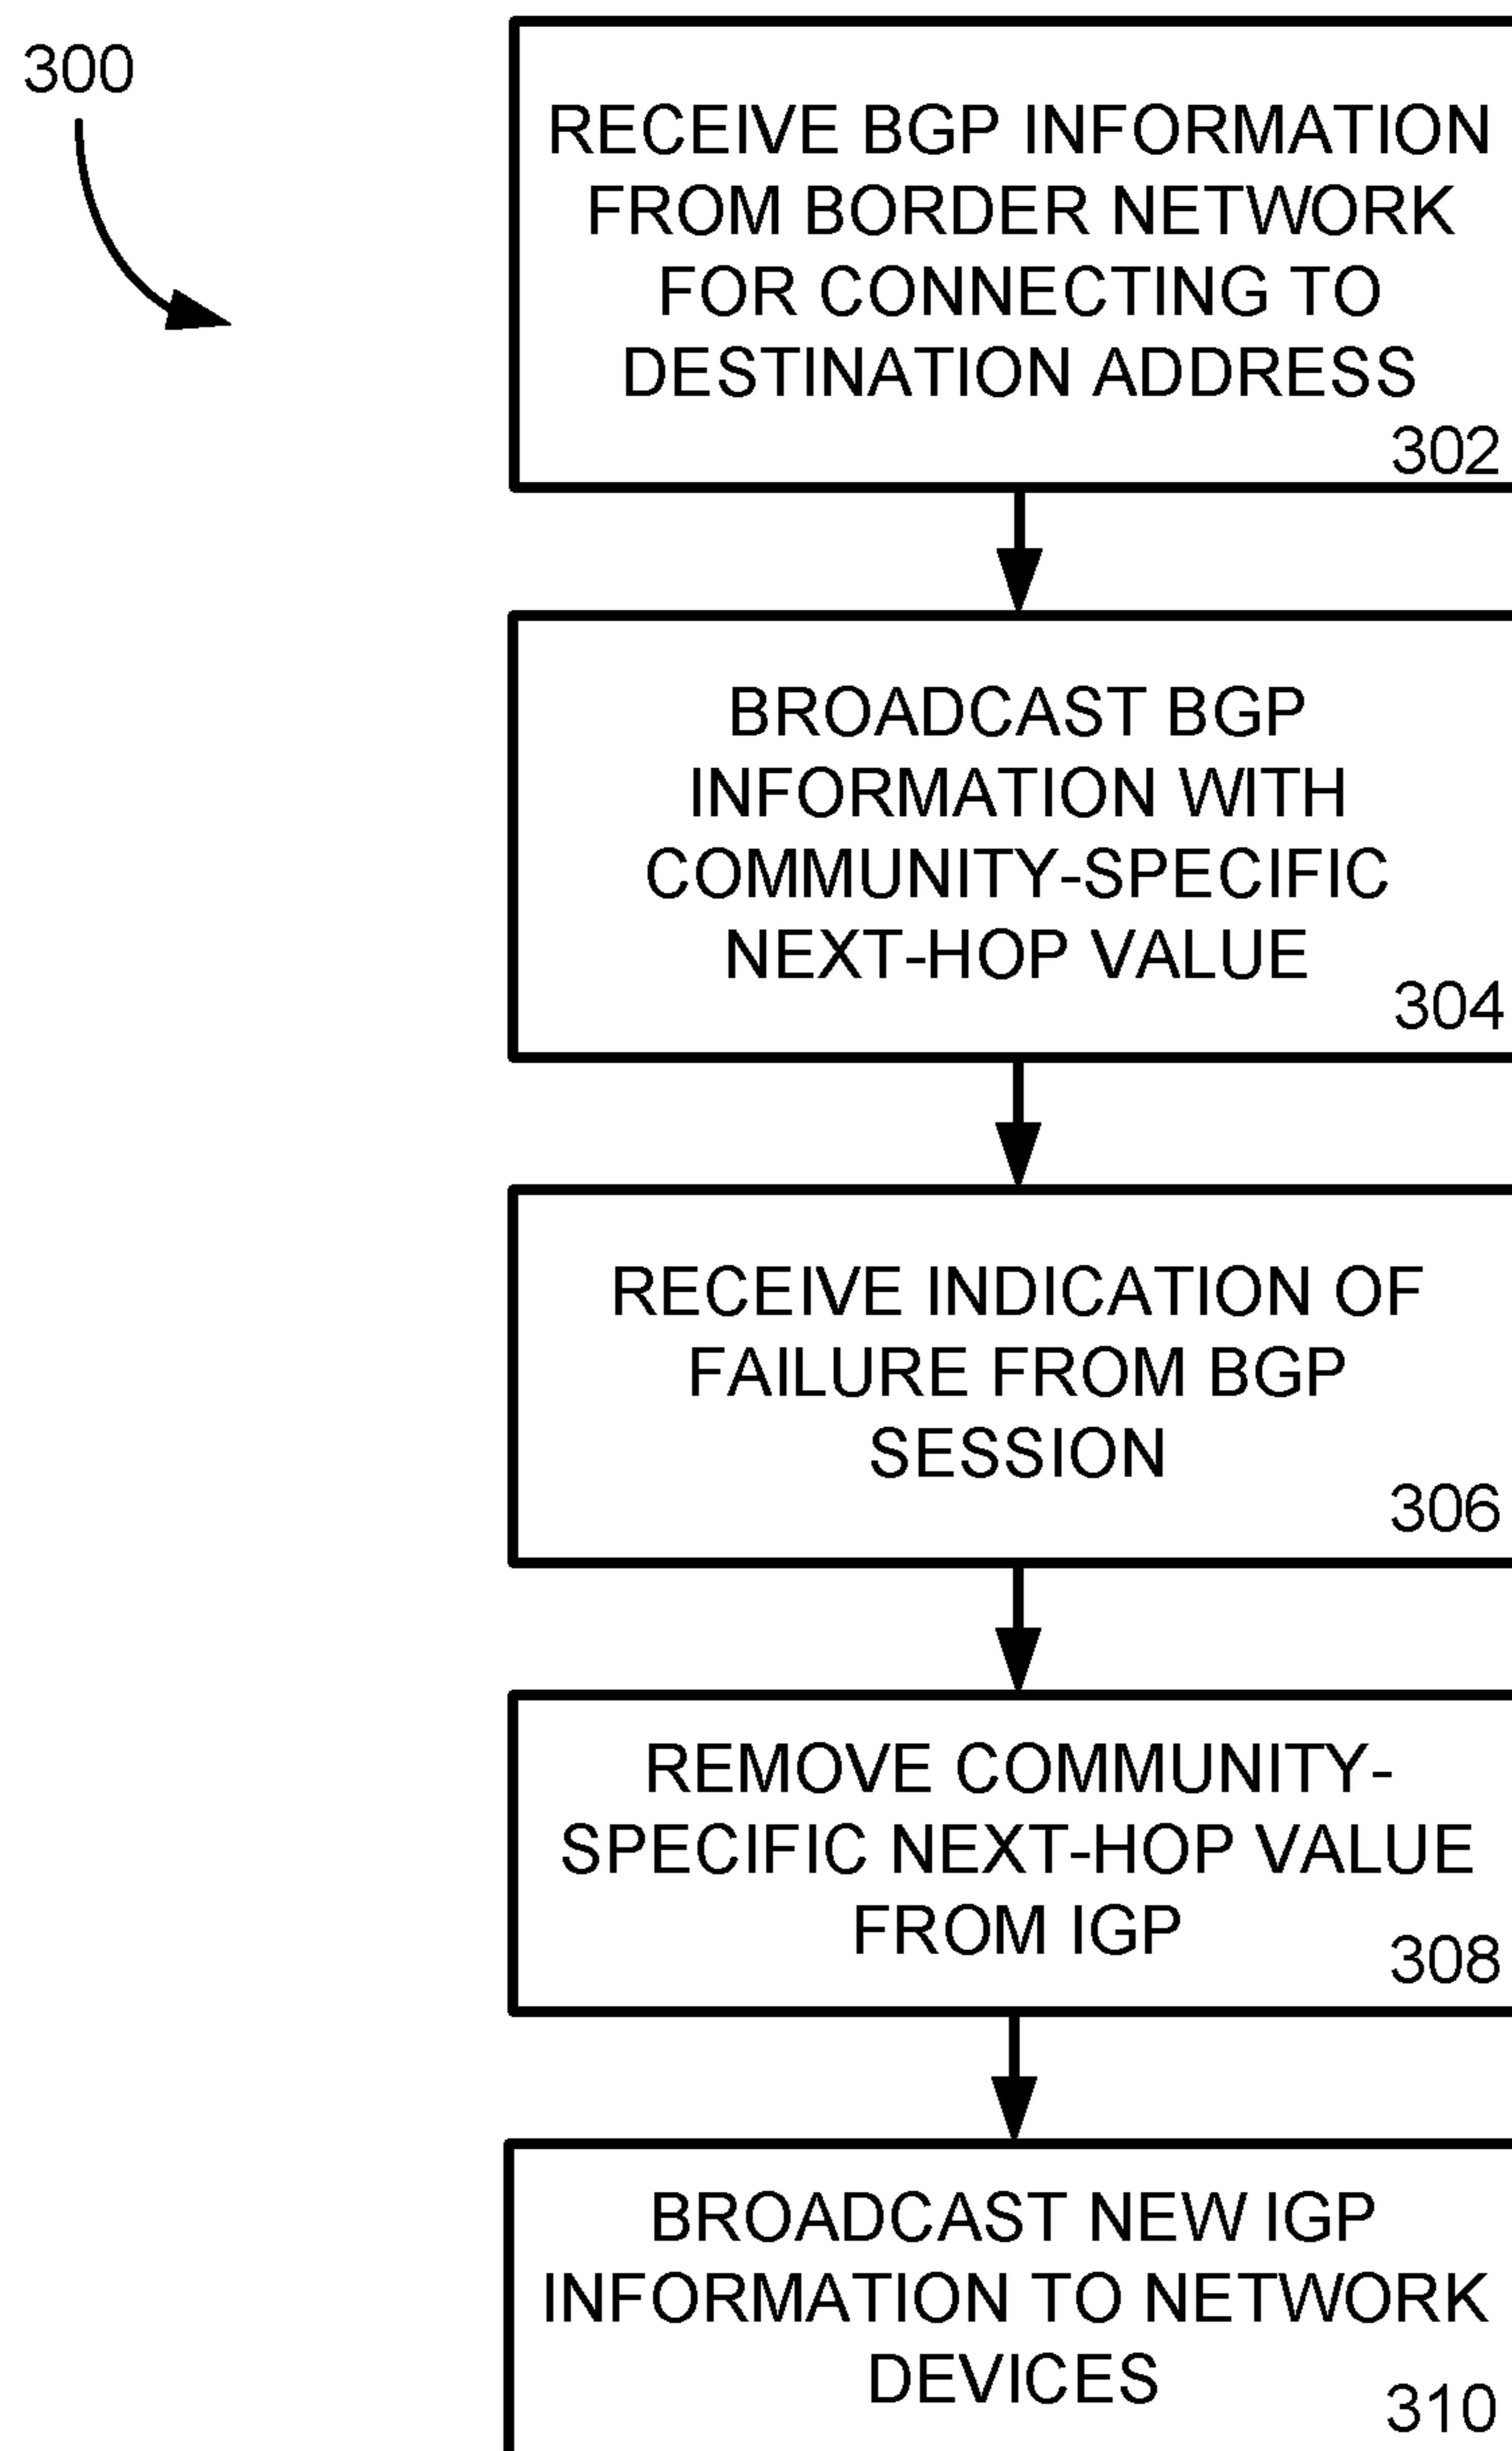 300
RECEIVE BGP INFORMATION
FROM BORDER NETWORK
FOR CONNECTING TO
DESTINATION ADDRESS
302
BROADCAST BGP
INFORMATION WITH
COMMUNITY-SPECIFIC
NEXT-HOP VALUE
304
RECEIVE INDICATION OF
FAILURE FROM BGP
SESSION
306
REMOVE COMMUNITY-
SPECIFIC NEXT-HOP VALUE
FROM IGP
308
BROADCAST NEW IGP
INFORMATION TO NETWORK
DEVICES
310